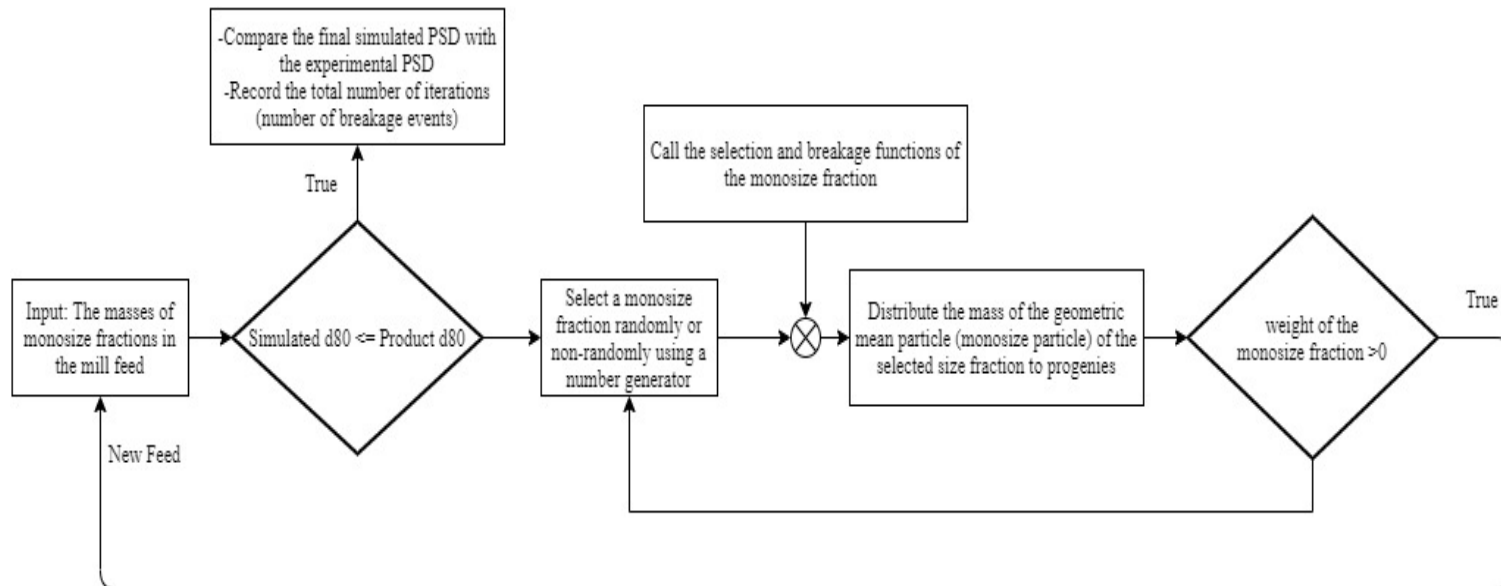 -Compare the final simulated PSD with
the experimental PSD
-Record the total number of iterations
(number of breakage events)
True
Call the selection and breakage functions of
the monosize fraction
Input: The masses of
monosize fractions in
the mill feed
Simulated d80 <= Product d80
Select a monosize
fraction randomly or
non-randomly using a
number generator
Distribute the mass of the geometric
mean particle (monosize particle) of the
selected size fraction to progenies
weight of the
monosize fraction >0
True
New Feed